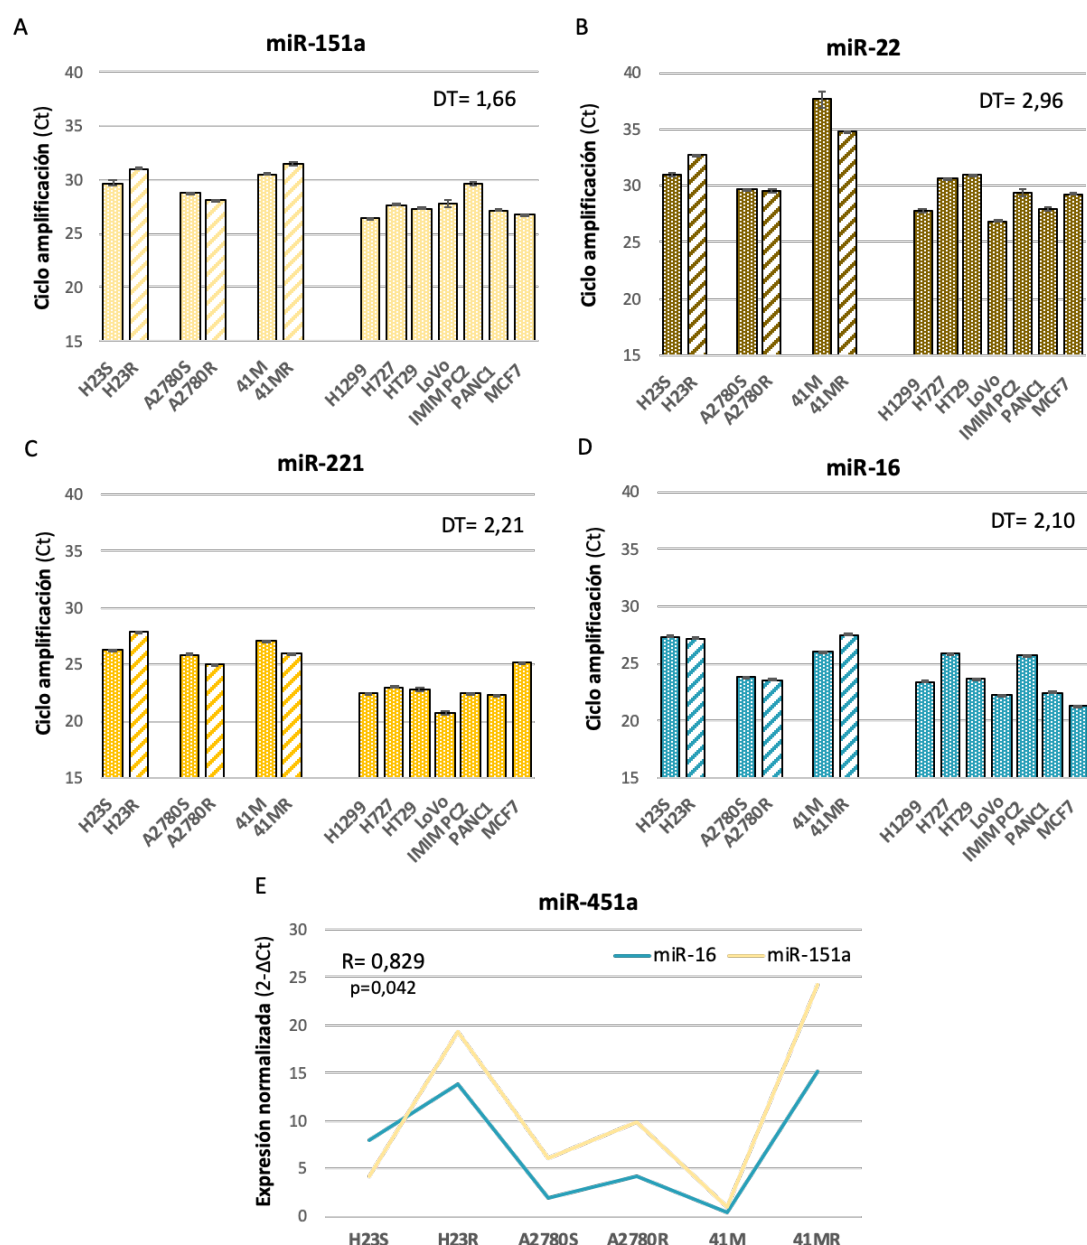 A
miR-151a
DT= 1,66
Ciclo amplificación (Ct)
40
35
30
25
20
15
H23S
H23R
A2780S
A2780R
41M
41MR
H1299
H727
HT29
LoVo
IMIM PC2
PANC1
MCF7
B
miR-22
DT= 2,96
Ciclo amplificación (Ct)
40
35
30
25
20
15
H23S
H23R
A2780S
A2780R
41M
41MR
H1299
H727
HT29
LoVo
IMIM PC2
PANC1
MCF7
C
miR-221
DT= 2,21
Ciclo amplificación (Ct)
40
35
30
25
20
15
H23S
H23R
A2780S
A2780R
41M
41MR
H1299
H727
HT29
LoVo
IMIM PC2
PANC1
MCF7
D
miR-16
DT= 2,10
Ciclo amplificación (Ct)
40
35
30
25
20
15
H23S
H23R
A2780S
A2780R
41M
41MR
H1299
H727
HT29
LoVo
IMIM PC2
PANC1
MCF7
E
miR-451a
R= 0,829
p=0,042
miR-16
miR-151a
Expresión normalizada (2-ΔCt)
30
25
20
15
10
5
0
H23S
H23R
A2780S
A2780R
41M
41MR